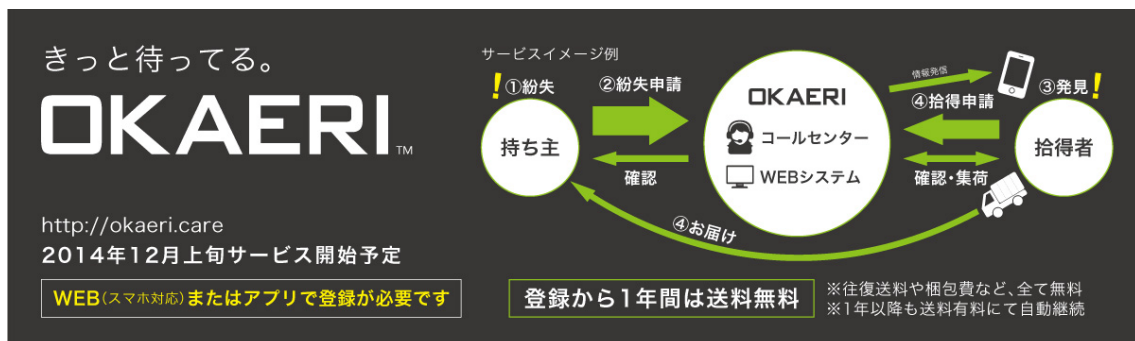 きっと待ってる。
OKAERI™
http://okaeri.care
2014年12月上旬サービス開始予定
WEB(スマホ対応)またはアプリで登録が必要です
サービスイメージ例
!①紛失
持ち主
②紛失申請
確認
OKAERI
コールセンター
WEBシステム
情報発信
④拾得申請
確認・集荷
③発見!
拾得者
④お届け
登録から1年間は送料無料
※往復送料や梱包費など、全て無料
※1年以降も送料有料にて自動継続